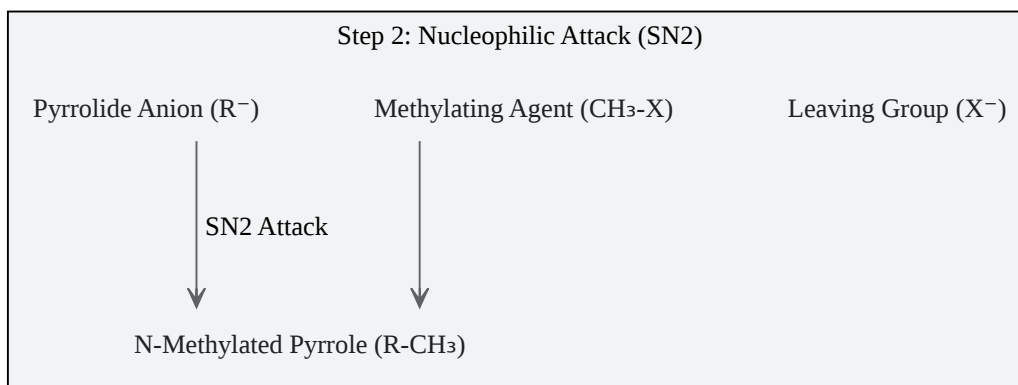 Step 2: Nucleophilic Attack (SN2)
Pyrrolide Anion (R⁻) Methylating Agent (CH₃-X) Leaving Group (X⁻)
SN2 Attack
N-Methylated Pyrrole (R-CH₃)